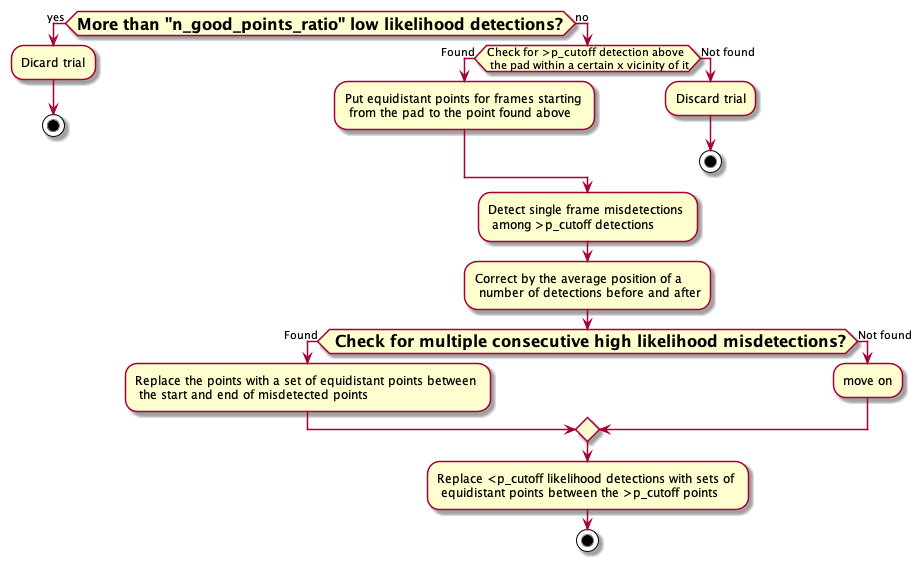 yes
More than "n_good_points_ratio" low likelihood detections?
no
Dicard trial
Found
Check for >p_cutoff detection above
the pad within a certain x vicinity of it
Not found
Put equidistant points for frames starting
from the pad to the point found above
Discard trial
Detect single frame misdetections
among >p_cutoff detections
Correct by the average position of a
number of detections before and after
Found
Check for multiple consecutive high likelihood misdetections?
Not found
Replace the points with a set of equidistant points between
the start and end of misdetected points
move on
Replace <p_cutoff likelihood detections with sets of
equidistant points between the >p_cutoff points